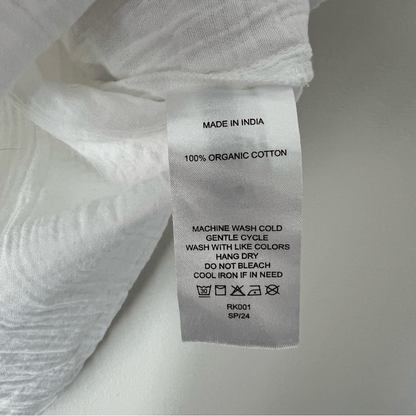 MADE IN INDIA
100% ORGANIC COTTON
MACHINE WASH COLD
GENTLE CYCLE
WASH WITH LIKE COLORS
HANG DRY
DO NOT BLEACH
COOL IRON IF IN NEED
RK001
SP/24